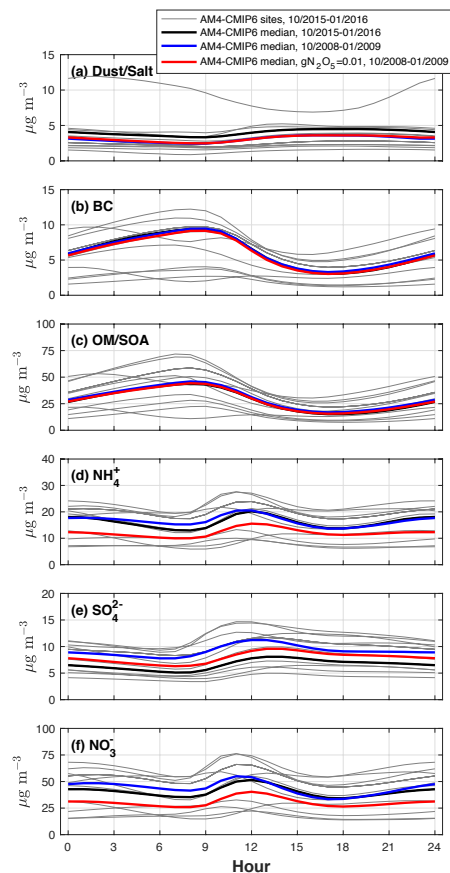 AM4-CMIP6 sites, 10/2015-01/2016
AM4-CMIP6 median, 10/2015-01/2016
AM4-CMIP6 median, 10/2008-01/2009
AM4-CMIP6 median, gN2O5=0.01, 10/2008-01/2009
(a) Dust/Salt
μg m−3
15
10
5
0
(b) BC
μg m−3
15
10
5
0
(c) OM/SOA
μg m−3
100
75
50
25
0
(d) NH4+
μg m−3
40
30
20
10
0
(e) SO42-
μg m−3
20
15
10
5
0
(f) NO3-
μg m−3
100
75
50
25
0
0 3 6 9 12 15 18 21 24
Hour